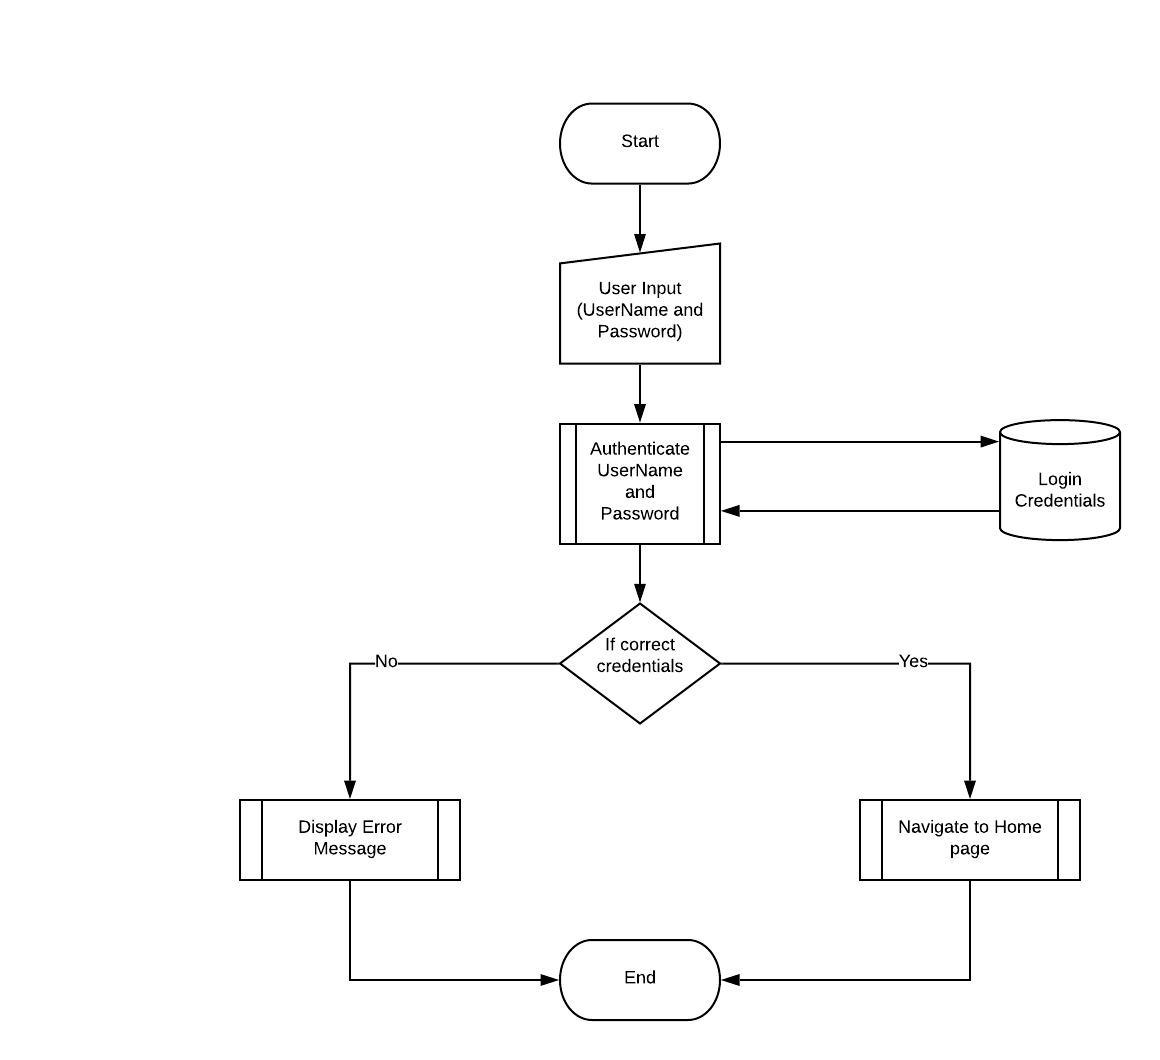 Start
User Input
(UserName and
Password)
Authenticate
UserName
and
Password
Login
Credentials
If correct
credentials
No
Yes
Display Error
Message
Navigate to Home
page
End